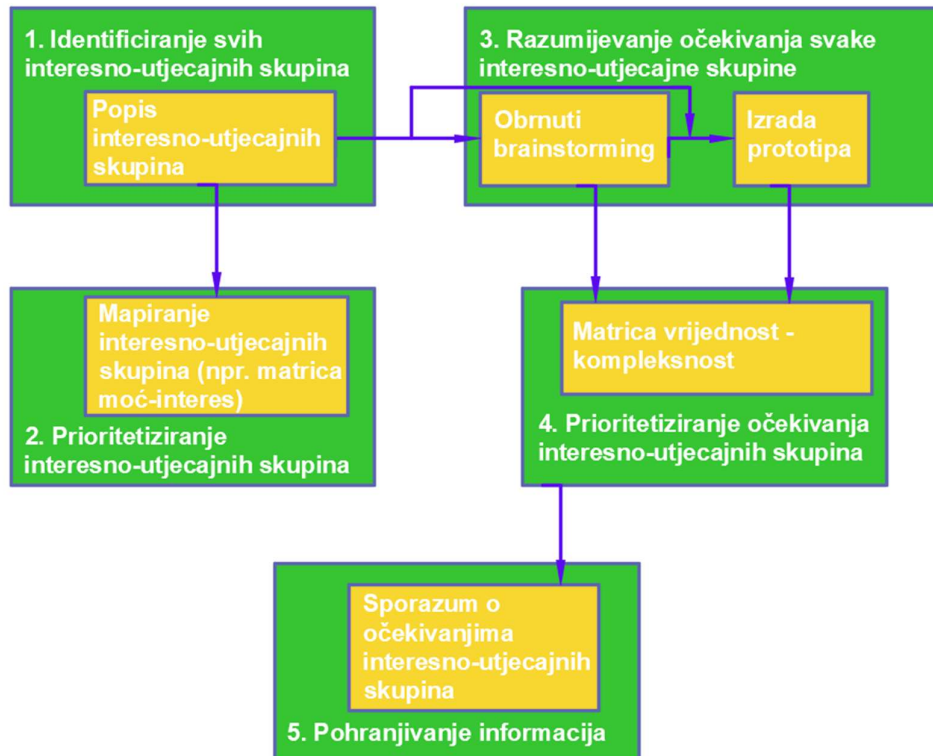 1. Identificiranje svih
interesno-utjecajnih skupina
Popis
interesno-utjecajnih
skupina
Mapiranje
interesno-utjecajnih
skupina (npr. matrica
moć-interes)
2. Prioritetiziranje
interesno-utjecajnih skupina
3. Razumijevanje očekivanja svake
interesno-utjecajne skupine
Obrnuti
brainstorming
Izrada
prototipa
Matrica vrijednost -
kompleksnost
4. Prioritetiziranje očekivanja
interesno-utjecajnih skupina
Sporazum o
očekivanjima
interesno-utjecajnih
skupina
5. Pohranjivanje informacija